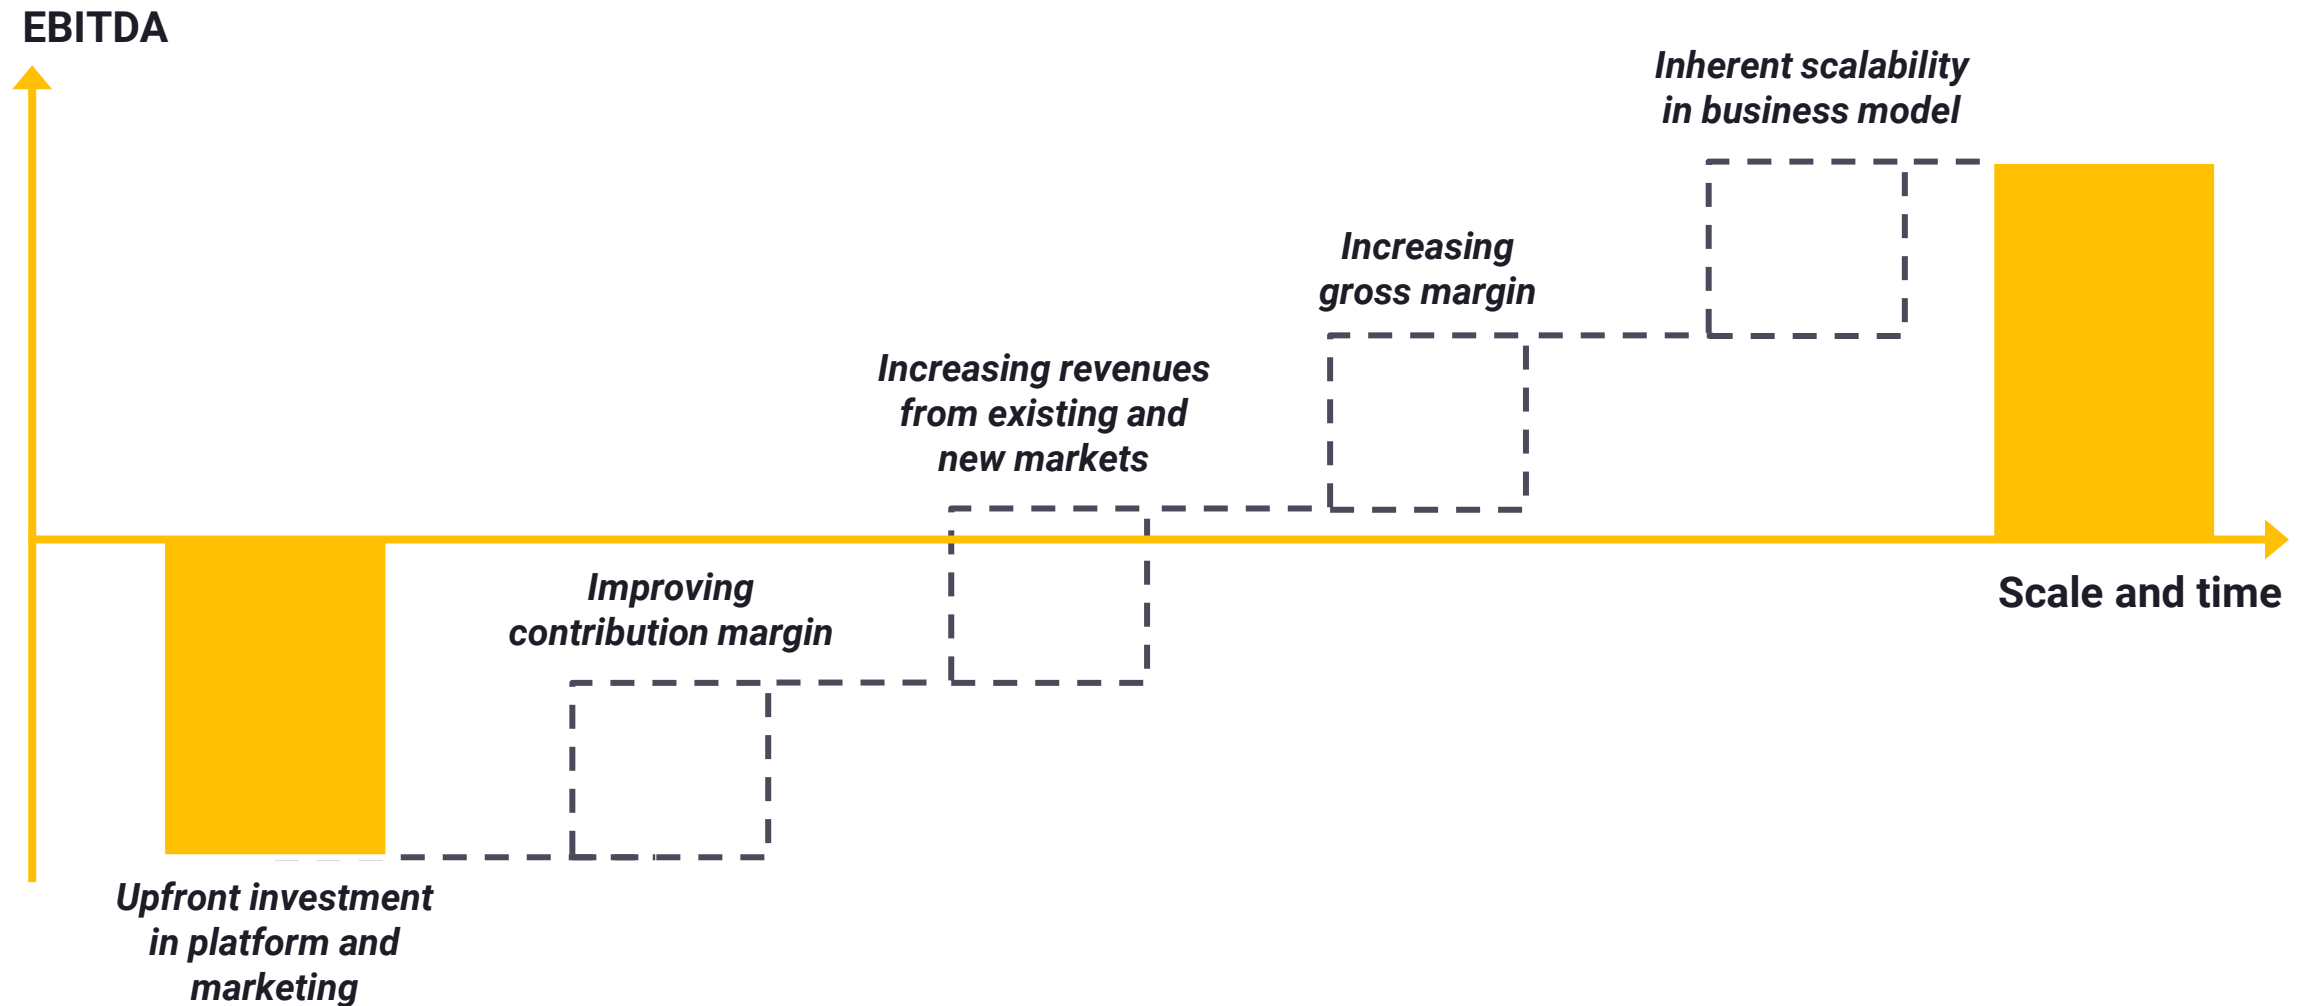 EBITDA
Inherent scalability
in business model
Increasing
gross margin
Increasing revenues
from existing and
new markets
Improving
contribution margin
Scale and time
Upfront investment
in platform and
marketing